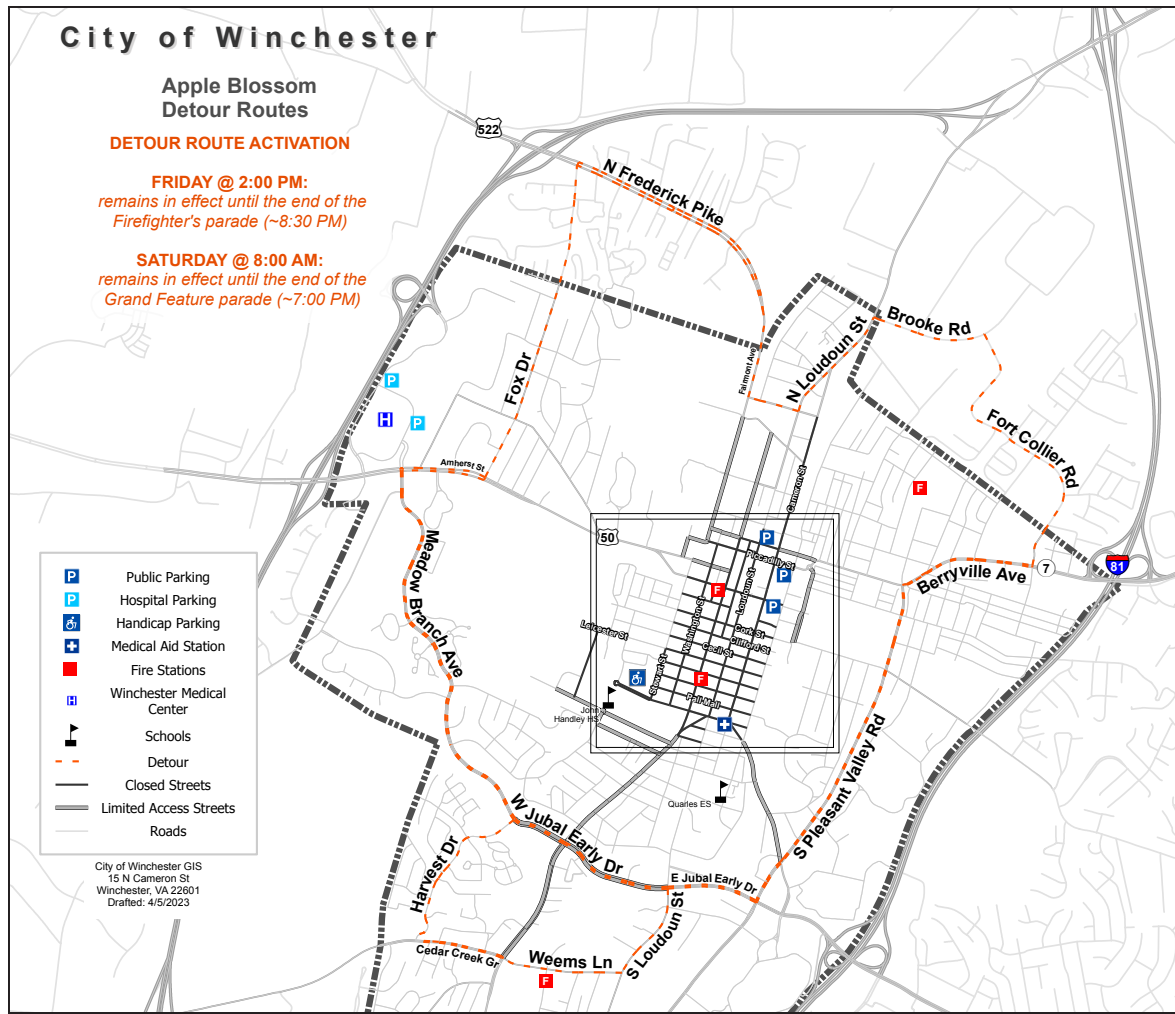 City of Winchester
Apple Blossom
Detour Routes
DETOUR ROUTE ACTIVATION
FRIDAY @ 2:00 PM:
remains in effect until the end of the
Firefighter's parade (~8:30 PM)
SATURDAY @ 8:00 AM:
remains in effect until the end of the
Grand Feature parade (~7:00 PM)
522
N Frederick Pike
Fairmont Ave
N Loudoun St
Brooke Rd
Fox Dr
Fort Collier Rd
P
H
P
Amherst St
Cameron St
F
50
P
Piccadilly St
P
7
81
Berryville Ave
Meadow Branch Ave
F
Loudoun St
P
Washington St
Leicester St
Cork St
Clifford St
Cecil St
Stewart St
F
Pall-Mall
John
Handley HS
Quarles ES
S Pleasant Valley Rd
W Jubal Early Dr
E Jubal Early Dr
Harvest Dr
S Loudoun St
Cedar Creek Gr
Weems Ln
F
P Public Parking
P Hospital Parking
Handicap Parking
Medical Aid Station
Fire Stations
H Winchester Medical
Center
Schools
Detour
Closed Streets
Limited Access Streets
Roads
City of Winchester GIS
15 N Cameron St
Winchester, VA 22601
Drafted: 4/5/2023